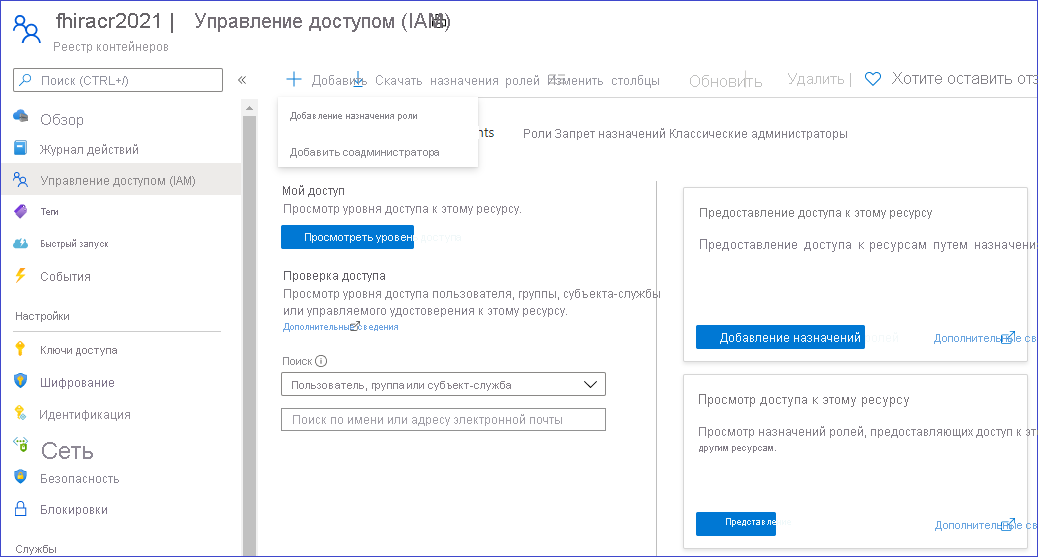 fhiracr2021 | Управление доступом (IAM)
Реестр контейнеров
Поиск (CTRL+/)
«
Добавить Скачать назначения ролей Изменить столбцы Обновить Удалить | Хотите оставить отз
Обзор
Журнал действий
Управление доступом (IAM)
Теги
Быстрый запуск
События
Настройки
Ключи доступа
Шифрование
Идентификация
Сеть
Безопасность
Блокировки
Службы
Добавление назначения роли
Добавить соадминистратора
nts Роли Запрет назначений Классические администраторы
Мой доступ
Просмотр уровня доступа к этому ресурсу.
Просмотреть уровень доступа
Проверка доступа
Просмотр уровня доступа пользователя, группы, субъекта-службы
или управляемого удостоверения к этому ресурсу.
Дополнительные сведения
Поиск
Пользователь, группа или субъект-служба
Поиск по имени или адресу электронной почты
Предоставление доступа к этому ресурсу
Предоставление доступа к ресурсам путем назначени
Добавление назначений ролей
Дополнительные св
Просмотр доступа к этому ресурсу
Просмотр назначений ролей, предоставляющих доступ к эт
другим ресурсам.
Представление
Дополнительные св